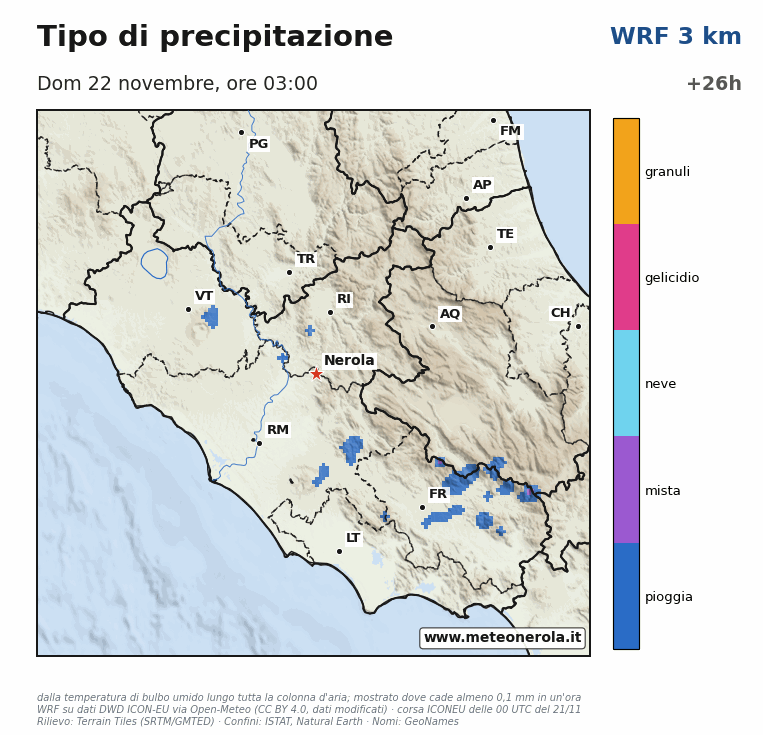 Tipo di precipitazione
WRF 3 km
Dom 22 novembre, ore 03:00
+26h
FM
PG
AP
TE
TR
VT
RI
AQ
CH
Nerola
RM
FR
LT
www.meteonerola.it
granuli
gelicidio
neve
mista
pioggia
dalla temperatura di bulbo umido lungo tutta la colonna d'aria; mostrato dove cade almeno 0,1 mm in un'ora
WRF su dati DWD ICON-EU via Open-Meteo (CC BY 4.0, dati modificati) · corsa ICONEU delle 00 UTC del 21/11
Rilievo: Terrain Tiles (SRTM/GMTED) · Confini: ISTAT, Natural Earth · Nomi: GeoNames